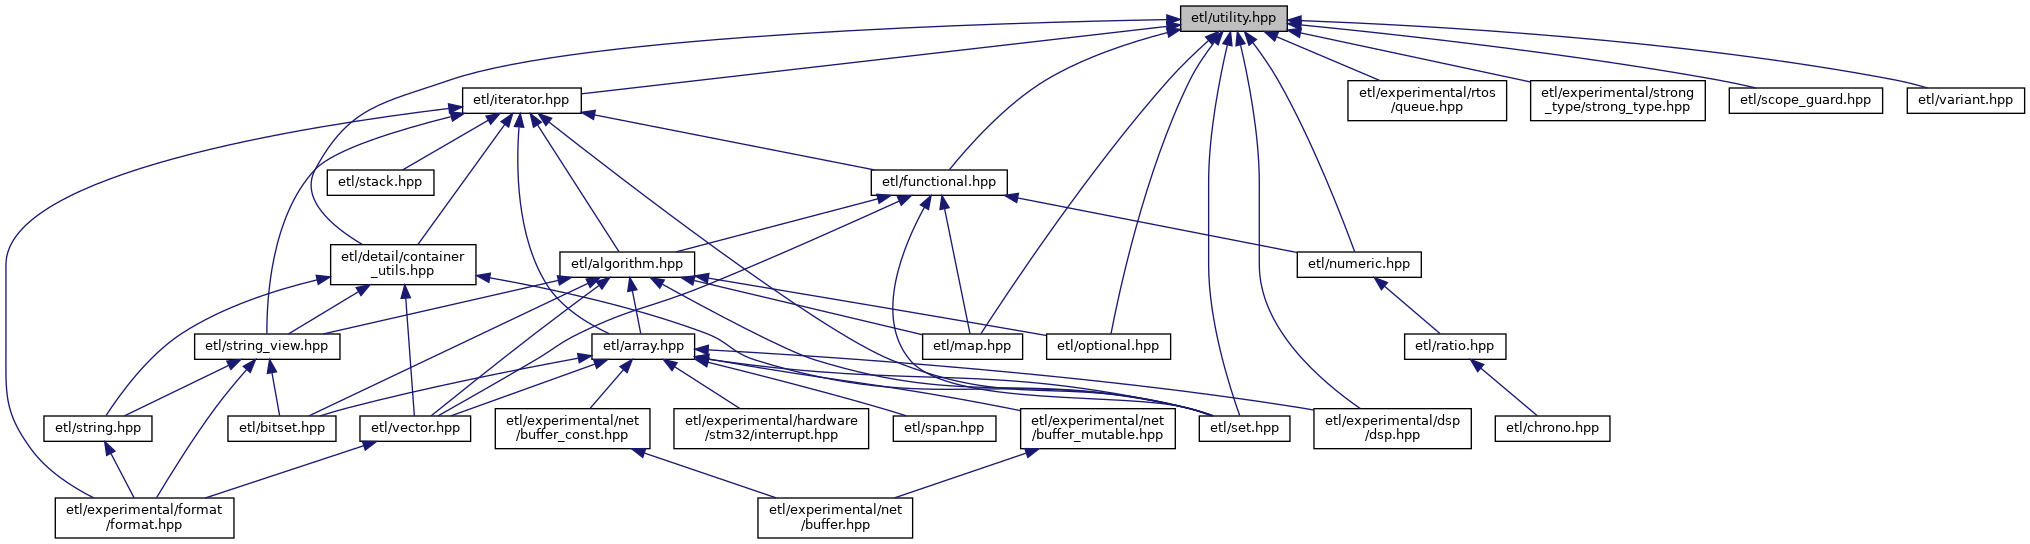 etl/utility.hpp
etl/iterator.hpp
etl/experimental/rtos
/queue.hpp
etl/experimental/strong
_type/strong_type.hpp
etl/scope_guard.hpp
etl/variant.hpp
etl/stack.hpp
etl/functional.hpp
etl/detail/container
_utils.hpp
etl/algorithm.hpp
etl/numeric.hpp
etl/string_view.hpp
etl/array.hpp
etl/map.hpp
etl/optional.hpp
etl/ratio.hpp
etl/string.hpp
etl/bitset.hpp
etl/vector.hpp
etl/experimental/net
/buffer_const.hpp
etl/experimental/hardware
/stm32/interrupt.hpp
etl/span.hpp
etl/experimental/net
/buffer_mutable.hpp
etl/set.hpp
etl/experimental/dsp
/dsp.hpp
etl/chrono.hpp
etl/experimental/format
/format.hpp
etl/experimental/net
/buffer.hpp